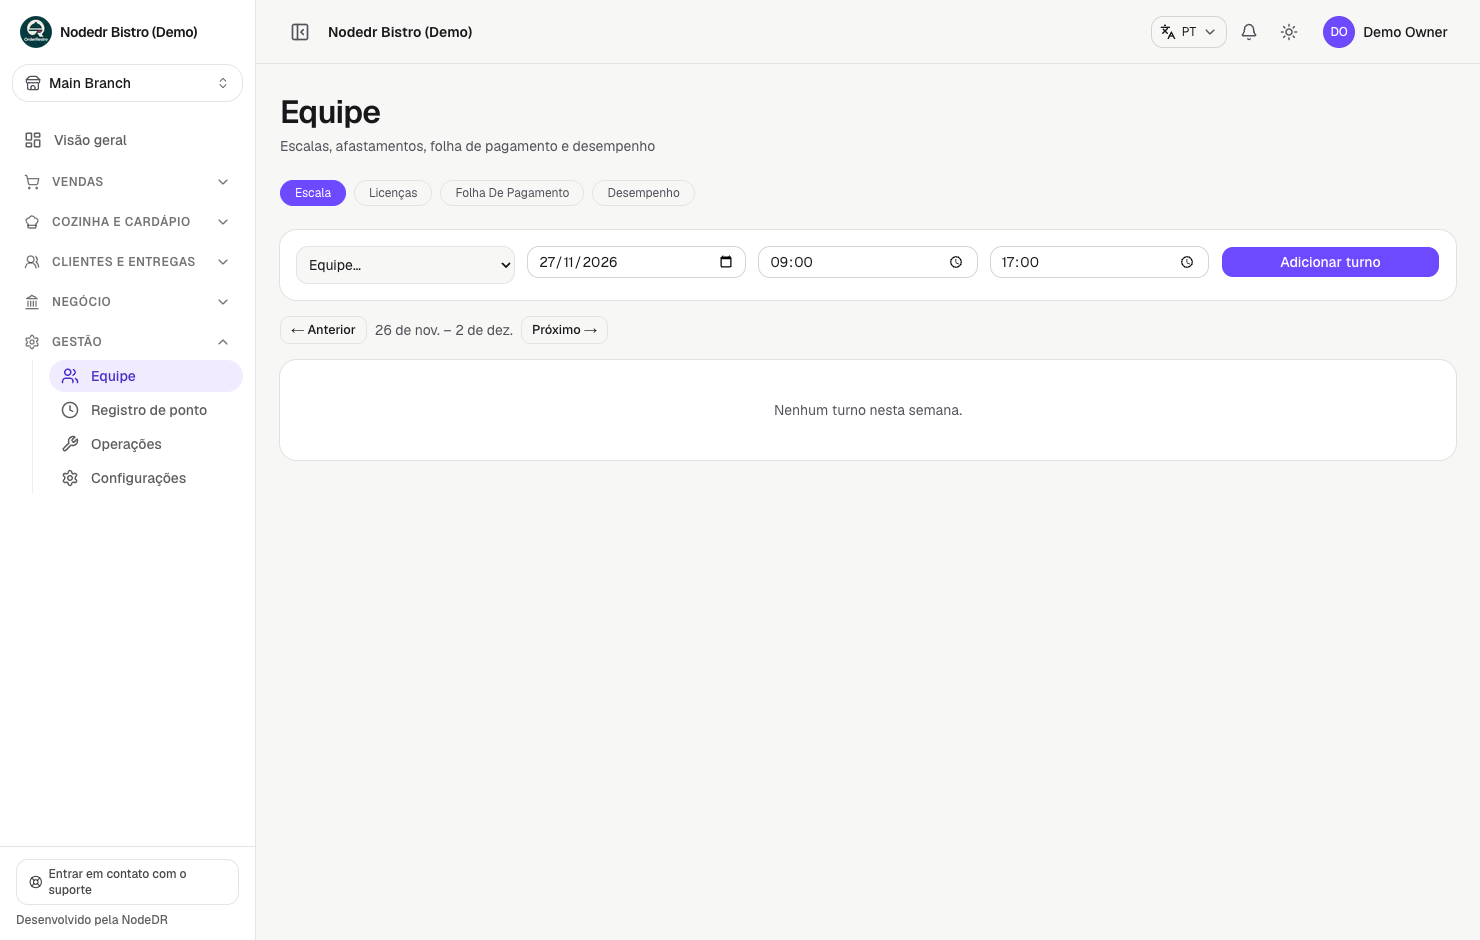 Nodedr Bistro (Demo)
Main Branch
Visão geral
VENDAS
COZINHA E CARDÁPIO
CLIENTES E ENTREGAS
NEGÓCIO
GESTÃO
Equipe
Registro de ponto
Operações
Configurações
Entrar em contato com o
suporte
Desenvolvido pela NodeDR
Nodedr Bistro (Demo)
PT
DO
Demo Owner
Equipe
Escalas, afastamentos, folha de pagamento e desempenho
Escala
Licenças
Folha De Pagamento
Desempenho
Equipe...
27/11/2026
09:00
17:00
Adicionar turno
← Anterior
26 de nov. – 2 de dez.
Próximo →
Nenhum turno nesta semana.